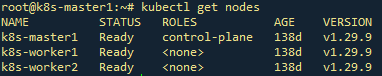 root@k8s-master1:~# kubectl get nodes
NAME STATUS ROLES AGE VERSION
k8s-master1 Ready control-plane 138d v1.29.9
k8s-worker1 Ready <none> 138d v1.29.9
k8s-worker2 Ready <none> 138d v1.29.9